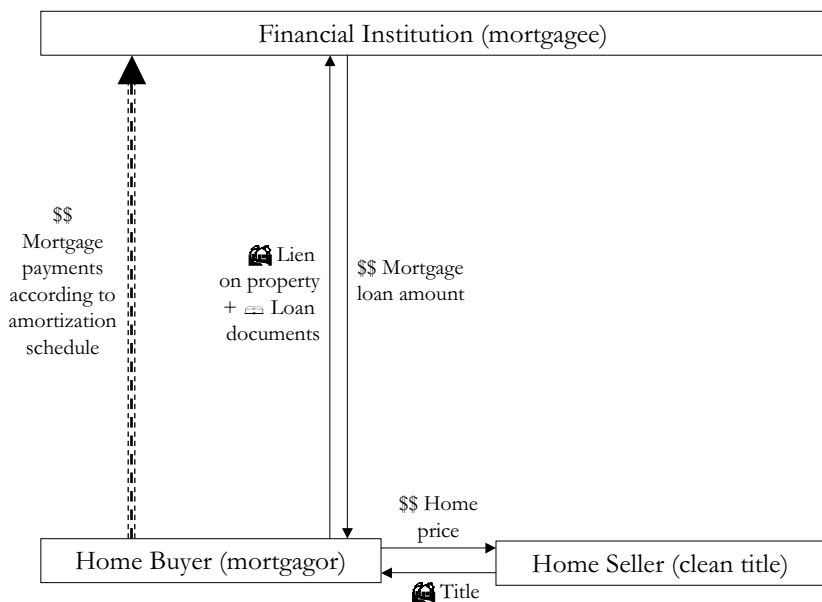 Financial Institution (mortgagee)
$$
Mortgage
payments
according to
amortization
schedule
Lien
on property
+ Loan
documents
$$ Mortgage
loan amount
$$ Home
price
Home Buyer (mortgagor)
Home Seller (clean title)
Title